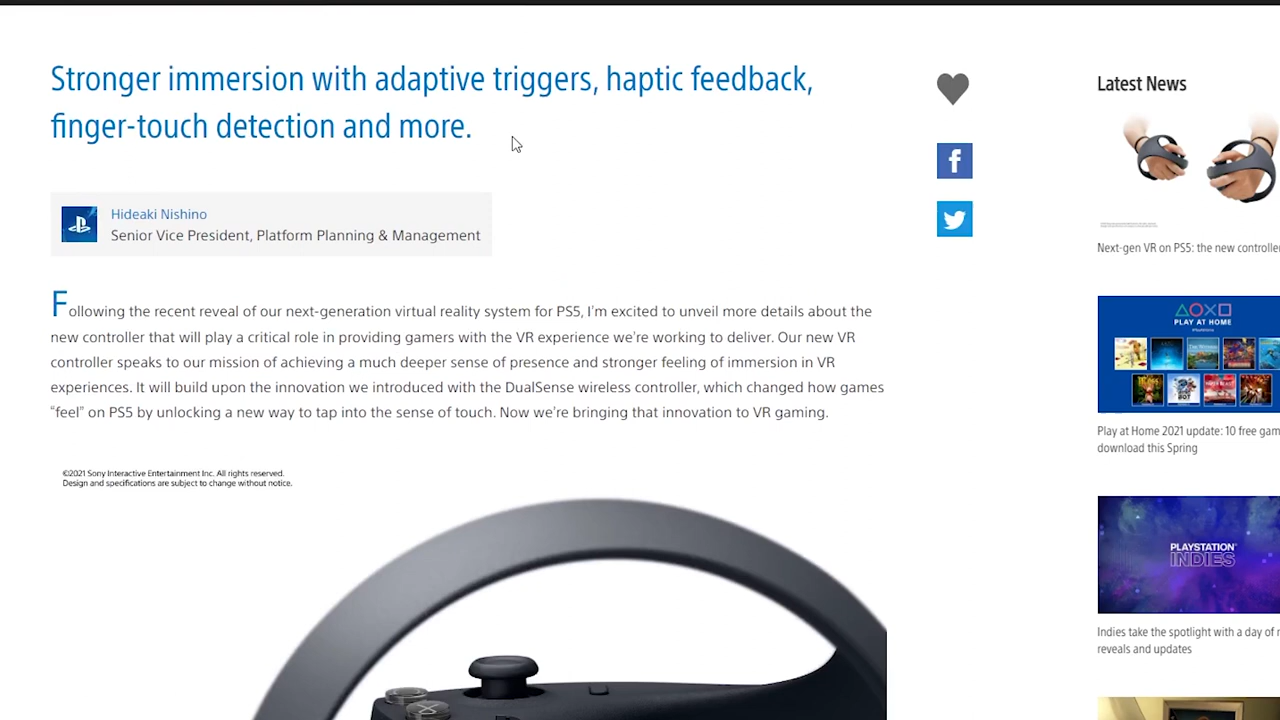 Stronger immersion with adaptive triggers, haptic feedback,
finger-touch detection and more.
Hideaki Nishino
Senior Vice President, Platform Planning & Management
Following the recent reveal of our next-generation virtual reality system for PS5, I’m excited to unveil more details about the
new controller that will play a critical role in providing gamers with the VR experience we’re working to deliver. Our new VR
controller speaks to our mission of achieving a much deeper sense of presence and stronger feeling of immersion in VR
experiences. It will build upon the innovation we introduced with the DualSense wireless controller, which changed how games
“feel” on PS5 by unlocking a new way to tap into the sense of touch. Now we’re bringing that innovation to VR gaming.
©2021 Sony Interactive Entertainment Inc. All rights reserved.
Design and specifications are subject to change without notice.
Latest News
Next-gen VR on PS5: the new controller
PLAY AT HOME
Play at Home 2021 update: 10 free gam
download this Spring
PLAYSTATION
INDIES
Indies take the spotlight with a day of
reveals and updates